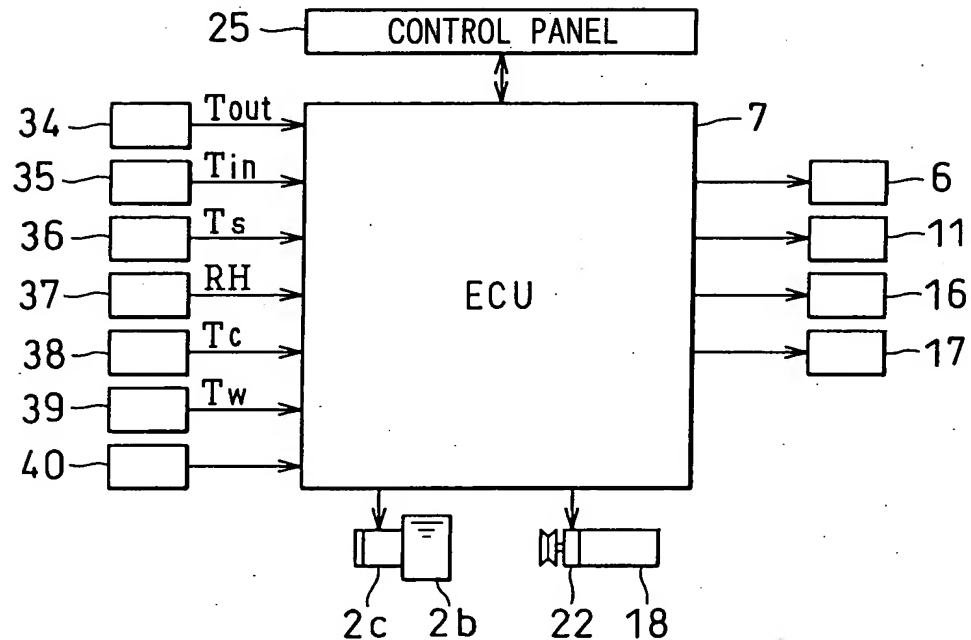 25 CONTROL PANEL
34 Tout 7
35 Tin 6
36 Ts 11
37 RH ECU 16
38 Tc 17
39 Tw
40
2c 2b 22 18